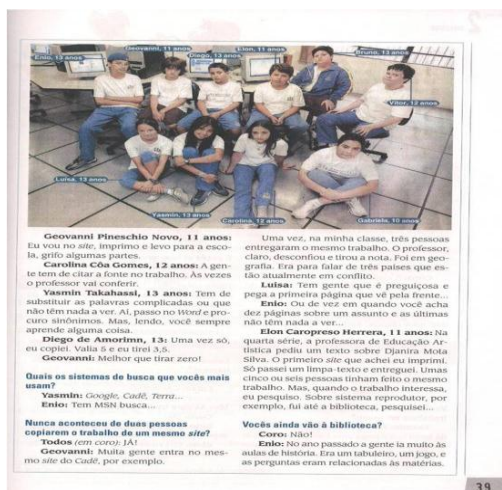 Geovanni, 11 anos
Elon, 11 anos
Enio, 13 anos
Diego, 13 anos
Bruno, 13 anos
Vitor, 12 anos
Luisa, 13 anos
Yasmin, 13 anos
Carolina, 12 anos
Gabriela, 10 anos
Geovanni Pineschio Novo, 11 anos:
Eu vou no site, imprimo e levo para a esco-
la, grifo algumas partes.
Carolina Côa Gomes, 12 anos: A gen-
te tem de citar a fonte no trabalho. Às vezes
o professor vai conferir.
Yasmin Takahassi, 13 anos: Tem de
substituir as palavras complicadas ou que
não têm nada a ver. Aí, passo no Word e pro-
curo sinônimos. Mas, lendo, você sempre
aprende alguma coisa.
Diego de Amorimn, 13: Uma vez só,
eu copiei. Valia 5 e eu tirei 3,5.
Geovanni: Melhor que tirar zero!
Quais os sistemas de busca que vocês mais
usam?
Yasmin: Google, Cadê, Terra...
Enio: Tem MSN busca...
Nunca aconteceu de duas pessoas
copiarem o trabalho de um mesmo site?
Todos (em coro): JÁ!
Geovanni: Muita gente entra no mes-
mo site do Cadê, por exemplo.
Uma vez, na minha classe, três pessoas
entregaram o mesmo trabalho. O professor,
claro, desconfiou e tirou a nota. Foi em geo-
grafia. Era para falar de três países que es-
tão atualmente em conflito.
Luisa: Tem gente que é preguiçosa e
pega a primeira página que vê pela frente...
Enio: Ou de vez em quando você acha
dez páginas sobre um assunto e as últimas
não têm nada a ver...
Elon Caropreso Herrera, 11 anos: Na
quarta série, a professora de Educação Ar-
tística pediu um texto sobre Djanira Mota
Silva. O primeiro site que achei eu imprimi.
Só passei um limpa-texto e entreguei. Umas
cinco ou seis pessoas tinham feito o mesmo
trabalho. Mas, quando o trabalho interessa,
eu pesquiso. Sobre sistema reprodutor, por
exemplo, fui até a biblioteca, pesquisei...
Vocês ainda vão à biblioteca?
Coro: Não!
Enio: No ano passado a gente ia muito às
aulas de história. Era um tabuleiro, um jogo, e
as perguntas eram relacionadas às matérias.
39